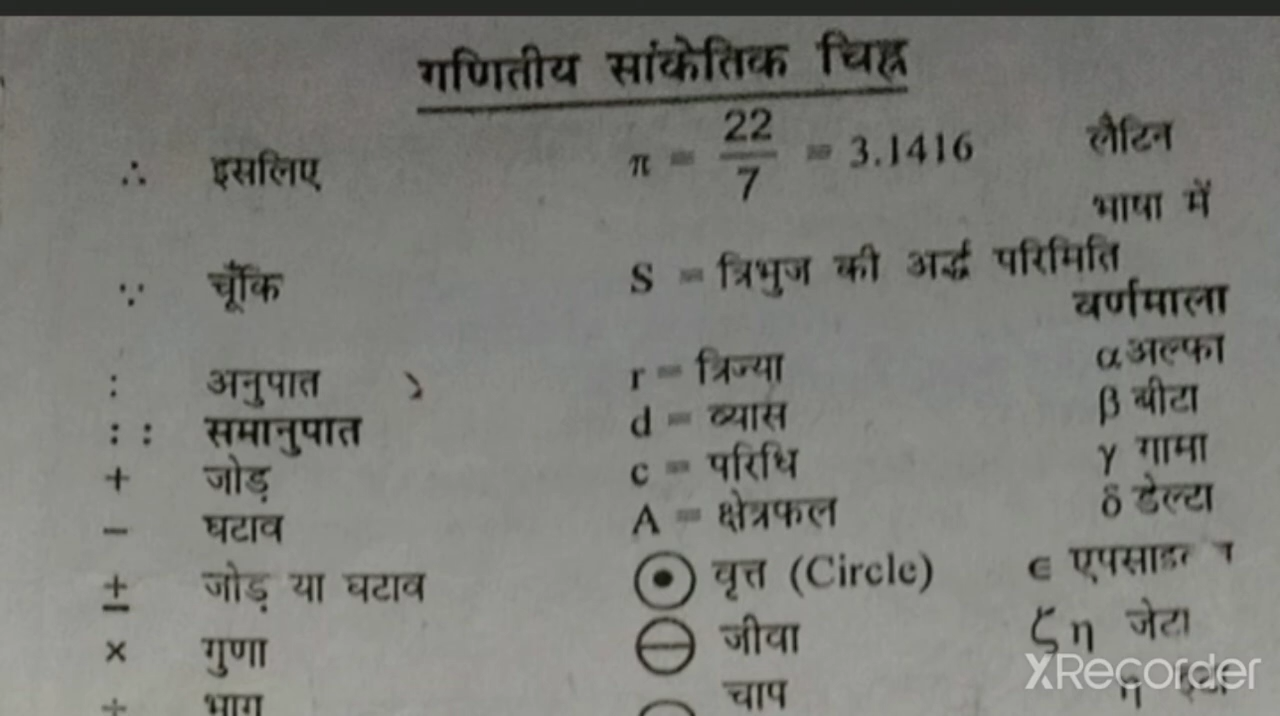 गणितीय सांकेतिक चिह्न
∴ इसलिए π = 22/7 = 3.1416 लैटिन
भाषा में
∵ चूँकि S = त्रिभुज की अर्द्ध परिमिति
वर्णमाला
: अनुपात r = त्रिज्या α अल्फा
: : समानुपात d = व्यास β बीटा
+ जोड़ c = परिधि γ गामा
− घटाव A = क्षेत्रफल δ डेल्टा
± जोड़ या घटाव वृत्त (Circle) ∈
× गुणा जीवा ζ η जेटा
÷ भाग चाप η
XRecorder